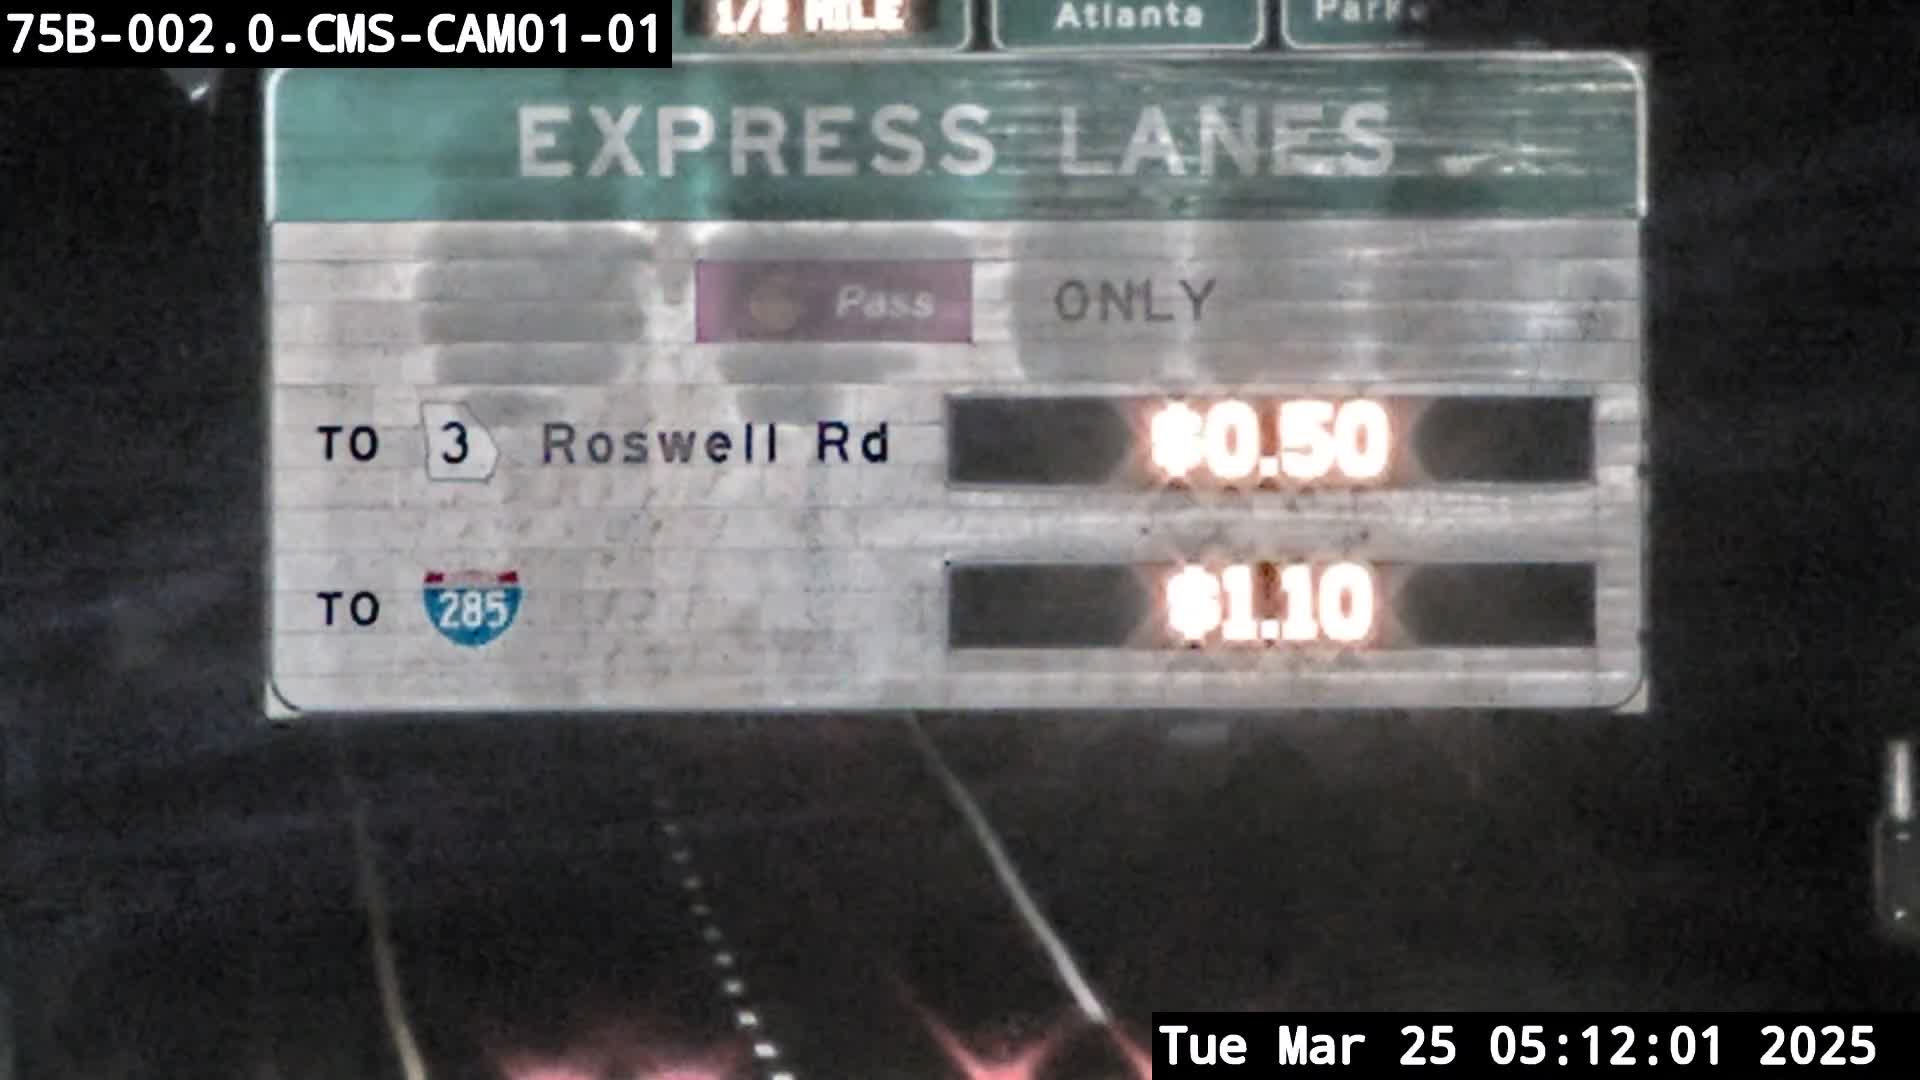 75B-002.0-CMS-CAM01-01
1/2 MILE
Atlanta
EXPRESS LANES
Pass ONLY
TO 3 Roswell Rd $0.50
TO 285 $1.10
Tue Mar 25 05:12:01 2025